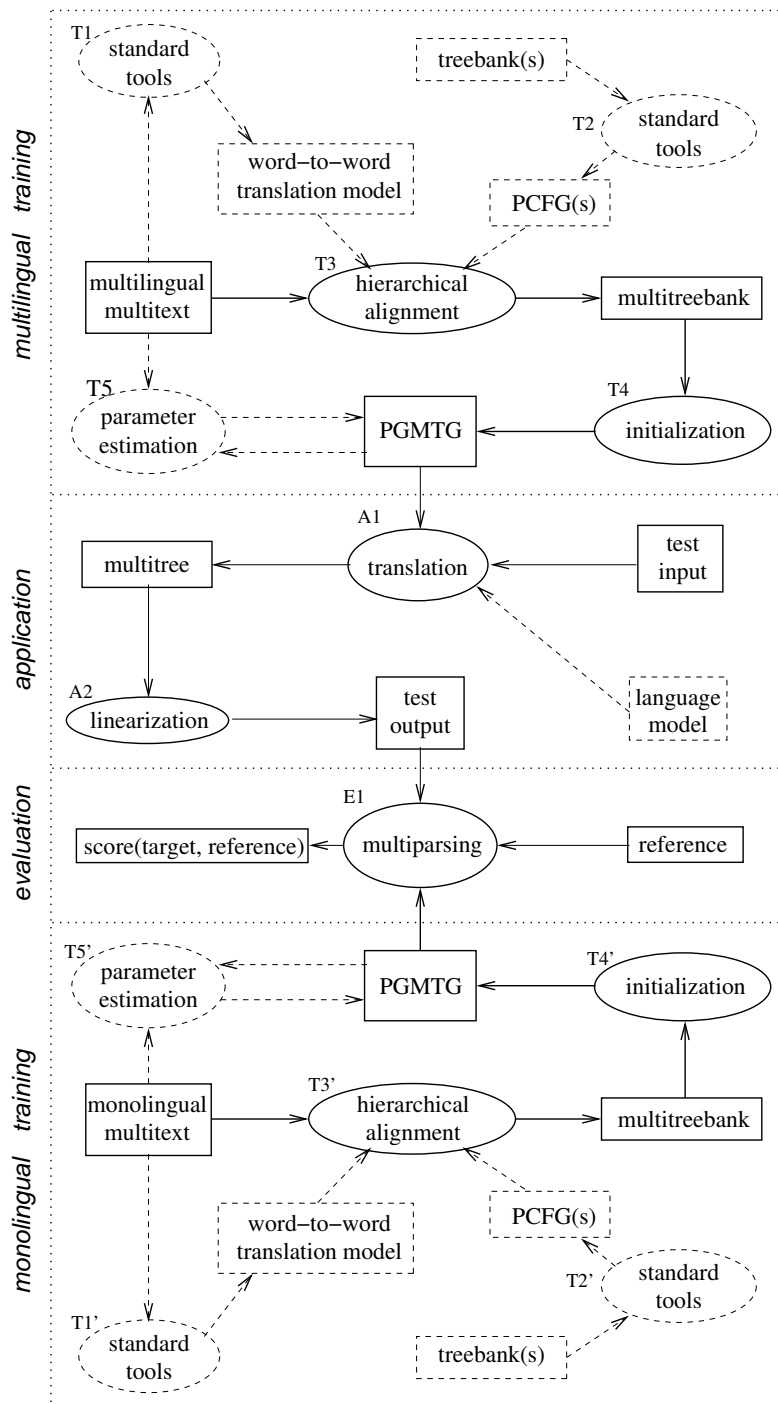 T1
standard
tools
treebank(s)
T2
standard
tools
word−to−word
translation model
PCFG(s)
multilingual training
multilingual
multitext
T3
hierarchical
alignment
multitreebank
T5
parameter
estimation
PGMTG
T4
initialization
application
A1
multitree
translation
test
input
A2
linearization
test
output
language
model
evaluation
E1
score(target, reference)
multiparsing
reference
monolingual training
T5'
parameter
estimation
PGMTG
T4'
initialization
monolingual
multitext
T3'
hierarchical
alignment
multitreebank
word−to−word
translation model
PCFG(s)
T1'
standard
tools
T2'
standard
tools
treebank(s)